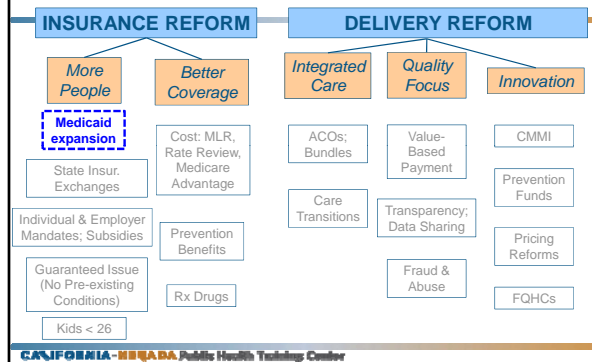 INSURANCE REFORM
DELIVERY REFORM
More
People
Better
Coverage
Integrated
Care
Quality
Focus
Innovation
Medicaid
expansion
State Insur.
Exchanges
Individual & Employer
Mandates; Subsidies
Guaranteed Issue
(No Pre-existing
Conditions)
Kids < 26
Cost: MLR,
Rate Review,
Medicare
Advantage
Prevention
Benefits
Rx Drugs
ACOs;
Bundles
Care
Transitions
Value-
Based
Payment
Transparency;
Data Sharing
Fraud &
Abuse
CMMI
Prevention
Funds
Pricing
Reforms
FQHCs
CALIFORNIA-NEVADA Public Health Training Center